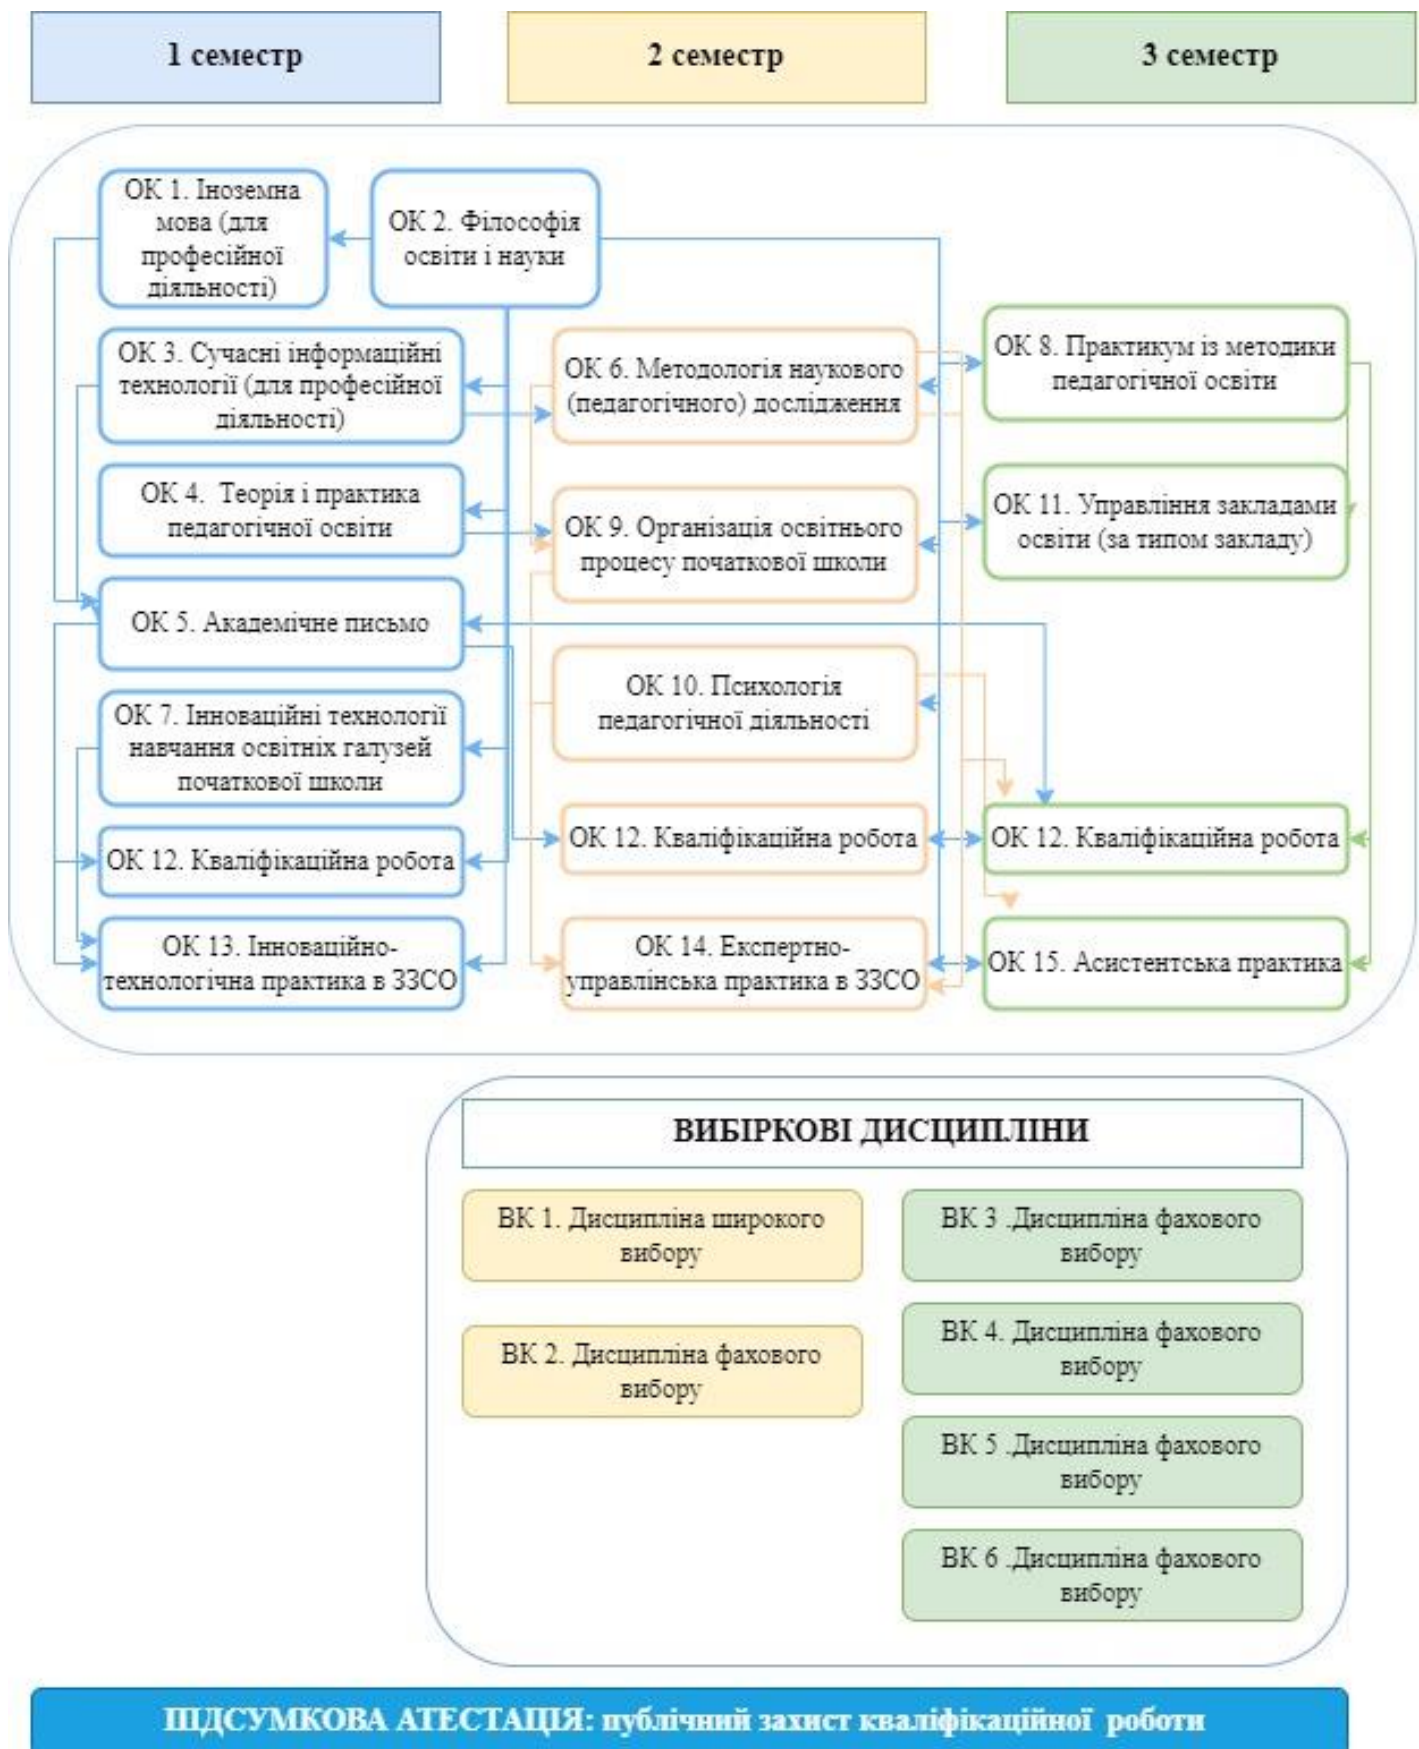 1 семестр
2 семестр
3 семестр
ОК 1. Іноземна
мова (для
професійної
діяльності)
ОК 2. Філософія
освіти і науки
ОК 3. Сучасні інформаційні
технології (для професійної
діяльності)
ОК 4. Теорія і практика
педагогічної освіти
ОК 5. Академічне письмо
ОК 7. Інноваційні технології
навчання освітніх галузей
початкової школи
ОК 12. Кваліфікаційна робота
ОК 13. Інноваційно-
технологічна практика в ЗЗСО
ОК 6. Методологія наукового
(педагогічного) дослідження
ОК 9. Організація освітнього
процесу початкової школи
ОК 10. Психологія
педагогічної діяльності
ОК 12. Кваліфікаційна робота
ОК 14. Експертно-
управлінська практика в ЗЗСО
ОК 8. Практикум із методики
педагогічної освіти
ОК 11. Управління закладами
освіти (за типом закладу)
ОК 12. Кваліфікаційна робота
ОК 15. Асистентська практика
ВИБІРКОВІ ДИСЦИПЛІНИ
ВК 1. Дисципліна широкого
вибору
ВК 2. Дисципліна фахового
вибору
ВК 3 .Дисципліна фахового
вибору
ВК 4. Дисципліна фахового
вибору
ВК 5 .Дисципліна фахового
вибору
ВК 6 .Дисципліна фахового
вибору
ПІДСУМКОВА АТЕСТАЦІЯ: публічний захист кваліфікаційної роботи